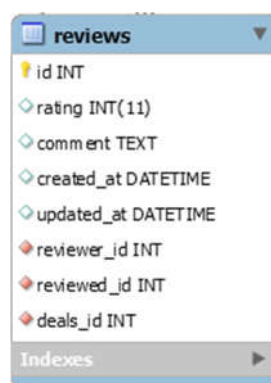 reviews
id INT
rating INT(11)
comment TEXT
created_at DATETIME
updated_at DATETIME
reviewer_id INT
reviewed_id INT
deals_id INT
Indexes